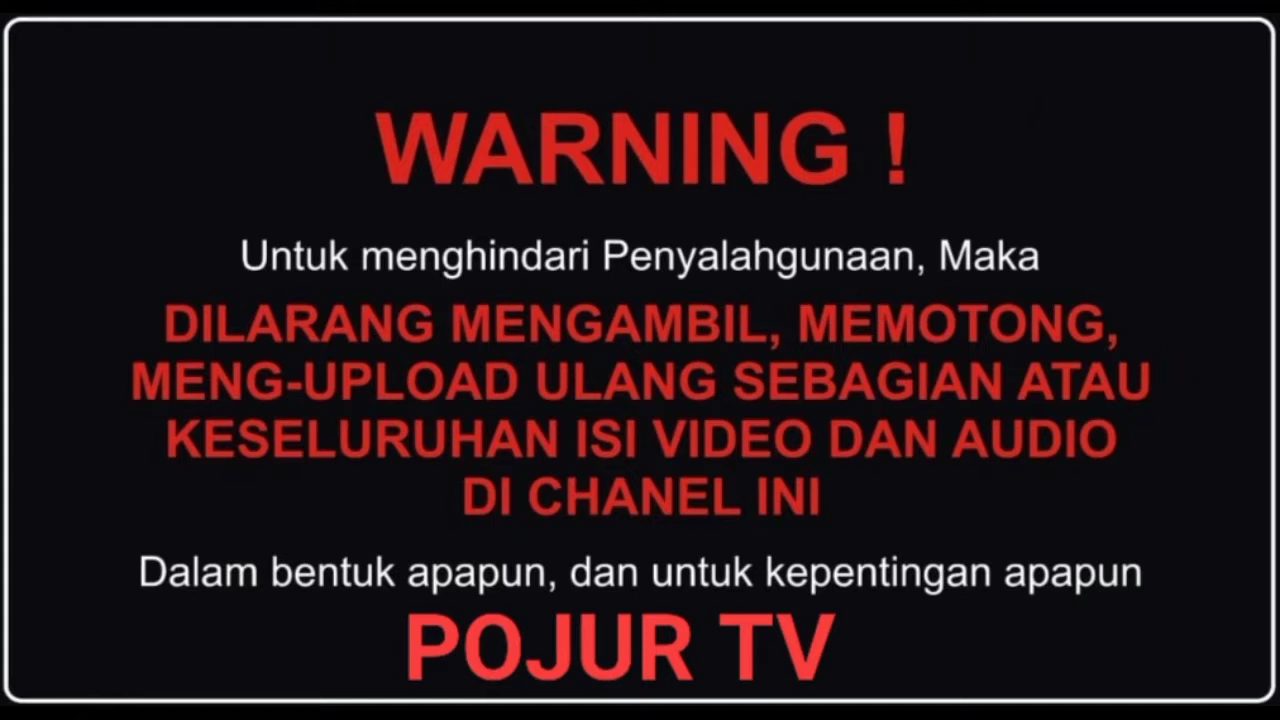 WARNING !
Untuk menghindari Penyalahgunaan, Maka
DILARANG MENGAMBIL, MEMOTONG,
MENG-UPLOAD ULANG SEBAGIAN ATAU
KESELURUHAN ISI VIDEO DAN AUDIO
DI CHANEL INI
Dalam bentuk apapun, dan untuk kepentingan apapun
POJUR TV